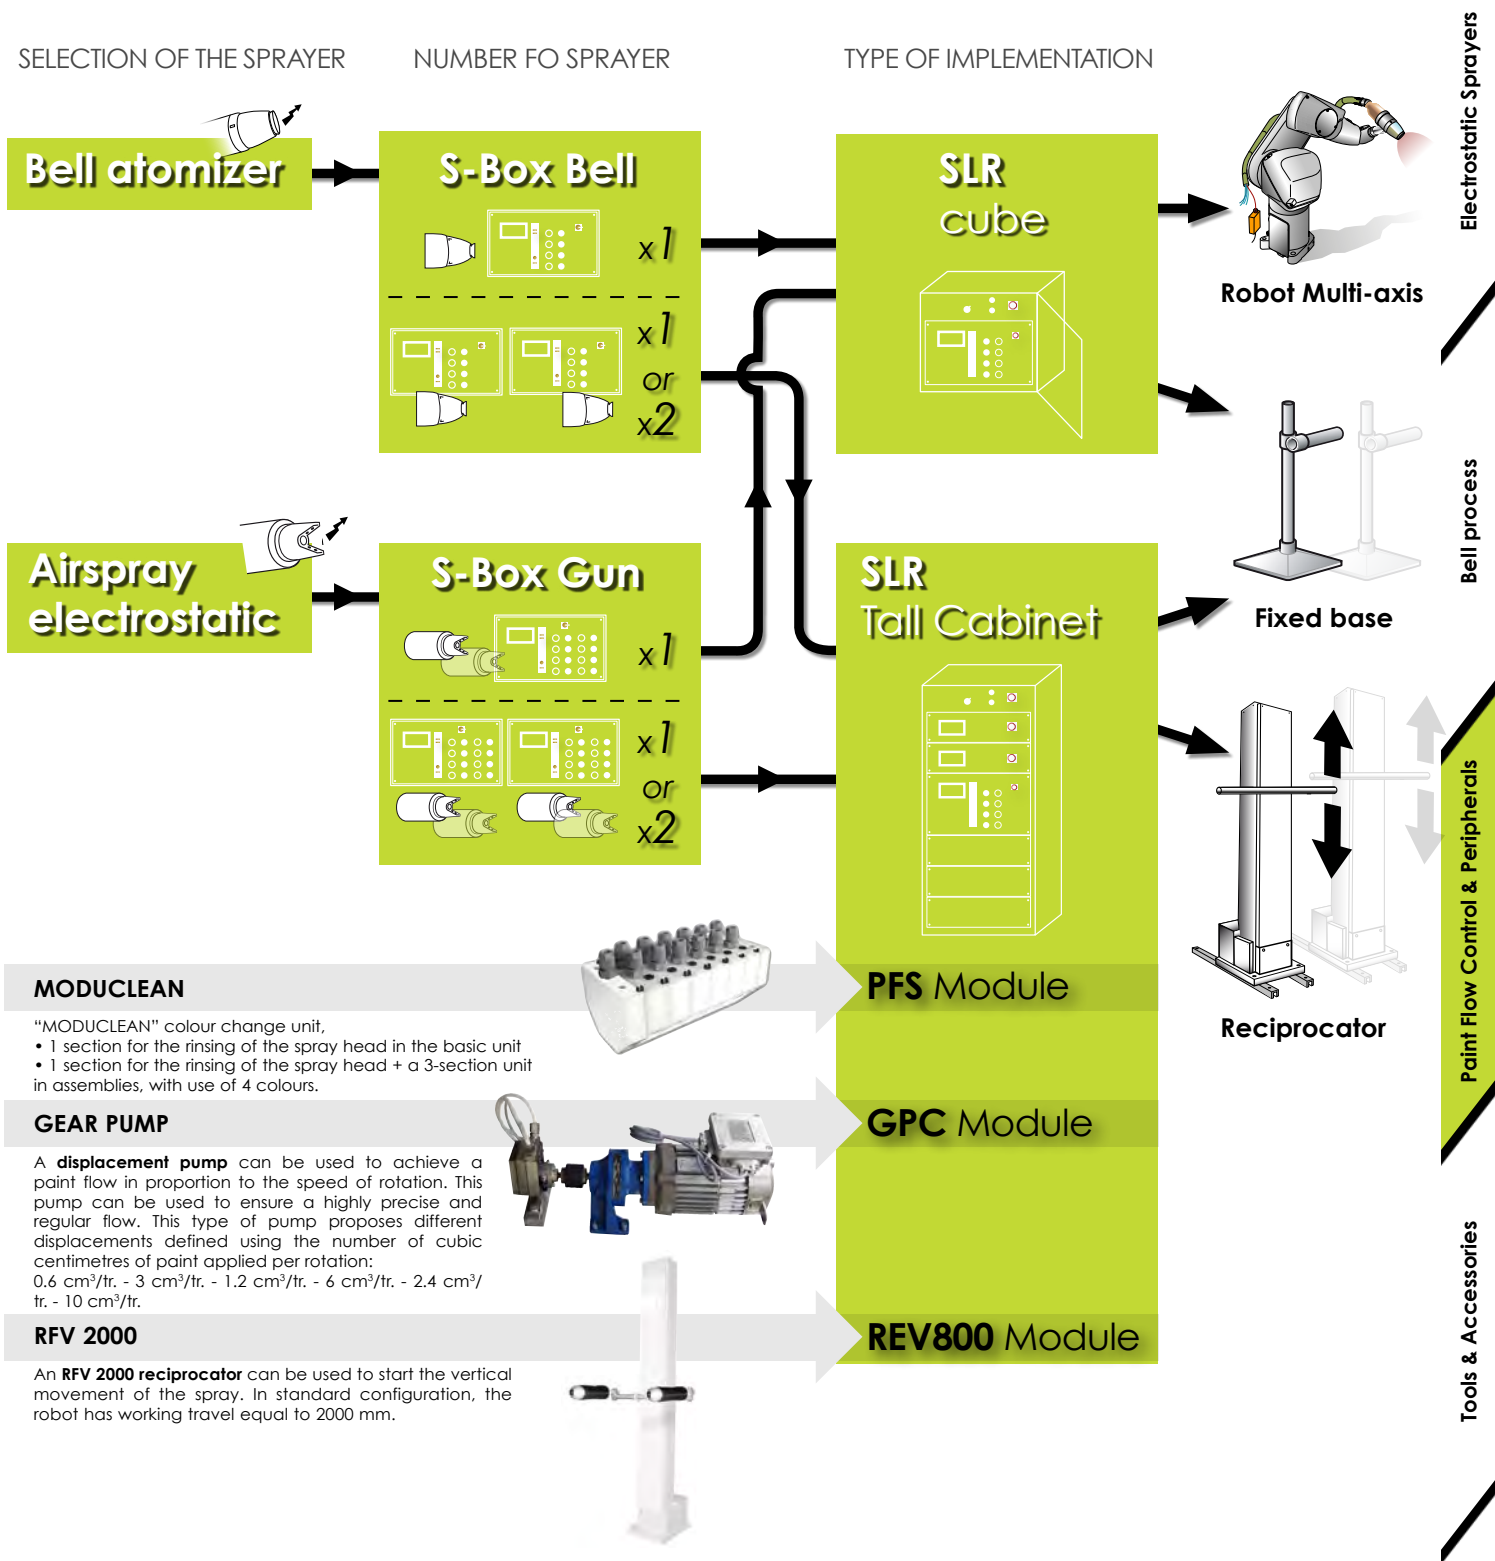 SELECTION OF THE SPRAYER
NUMBER FO SPRAYER
TYPE OF IMPLEMENTATION
Bell atomizer
S-Box Bell
x1
x1
or
x2
SLR
cube
Robot Multi-axis
Fixed base
Airspray
electrostatic
S-Box Gun
x1
x1
or
x2
SLR
Tall Cabinet
Reciprocator
MODUCLEAN
PFS Module
“MODUCLEAN” colour change unit,
• 1 section for the rinsing of the spray head in the basic unit
• 1 section for the rinsing of the spray head + a 3-section unit
in assemblies, with use of 4 colours.
GEAR PUMP
GPC Module
A displacement pump can be used to achieve a
paint flow in proportion to the speed of rotation. This
pump can be used to ensure a highly precise and
regular flow. This type of pump proposes different
displacements defined using the number of cubic
centimetres of paint applied per rotation:
0.6 cm³/tr. - 3 cm³/tr. - 1.2 cm³/tr. - 6 cm³/tr. - 2.4 cm³/
tr. - 10 cm³/tr.
RFV 2000
REV800 Module
An RFV 2000 reciprocator can be used to start the vertical
movement of the spray. In standard configuration, the
robot has working travel equal to 2000 mm.
Electrostatic Sprayers
Bell process
Paint Flow Control & Peripherals
Tools & Accessories